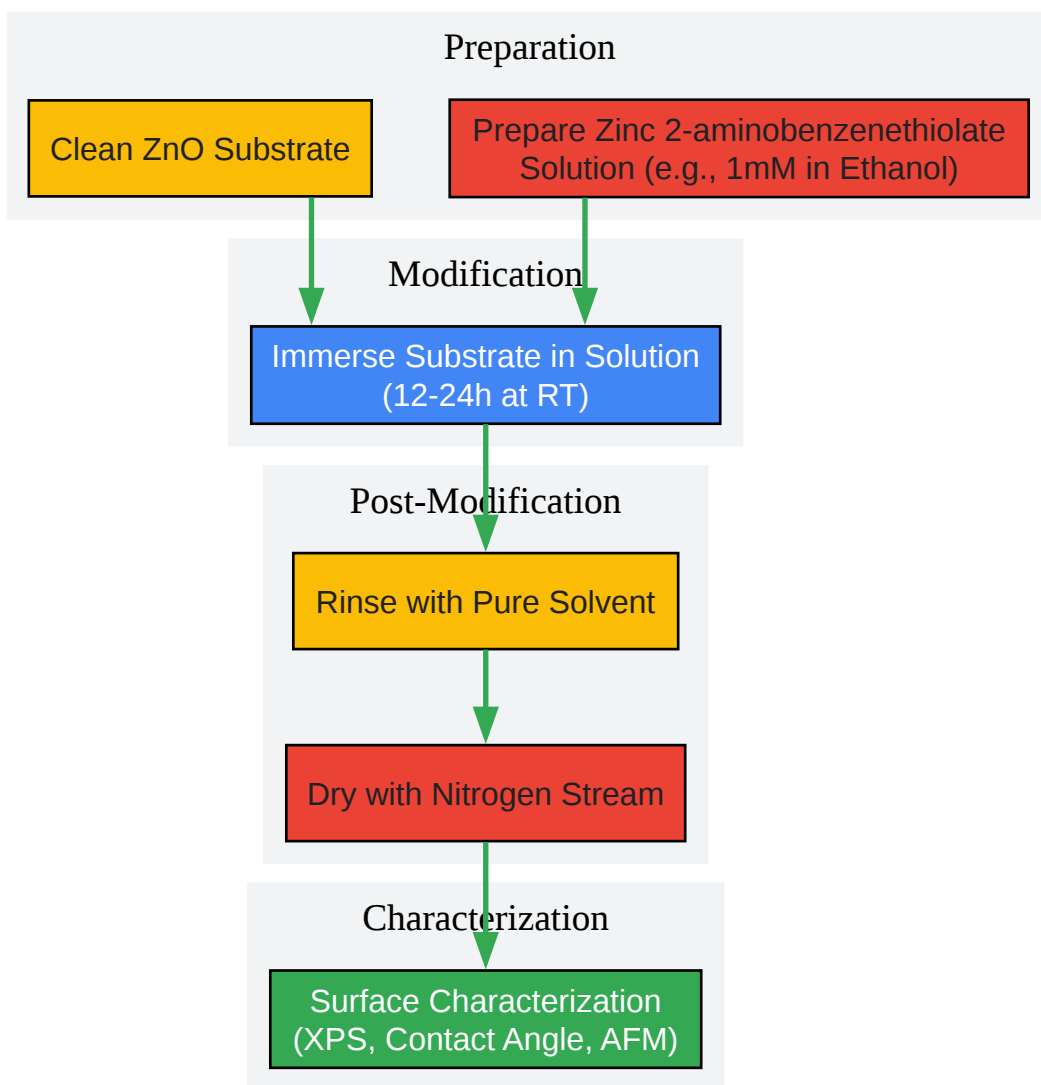 Preparation
Clean ZnO Substrate
Prepare Zinc 2-aminobenzenethiolate
Solution (e.g., 1mM in Ethanol)
Modification
Immerse Substrate in Solution
(12-24h at RT)
Post-Modification
Rinse with Pure Solvent
Dry with Nitrogen Stream
Characterization
Surface Characterization
(XPS, Contact Angle, AFM)